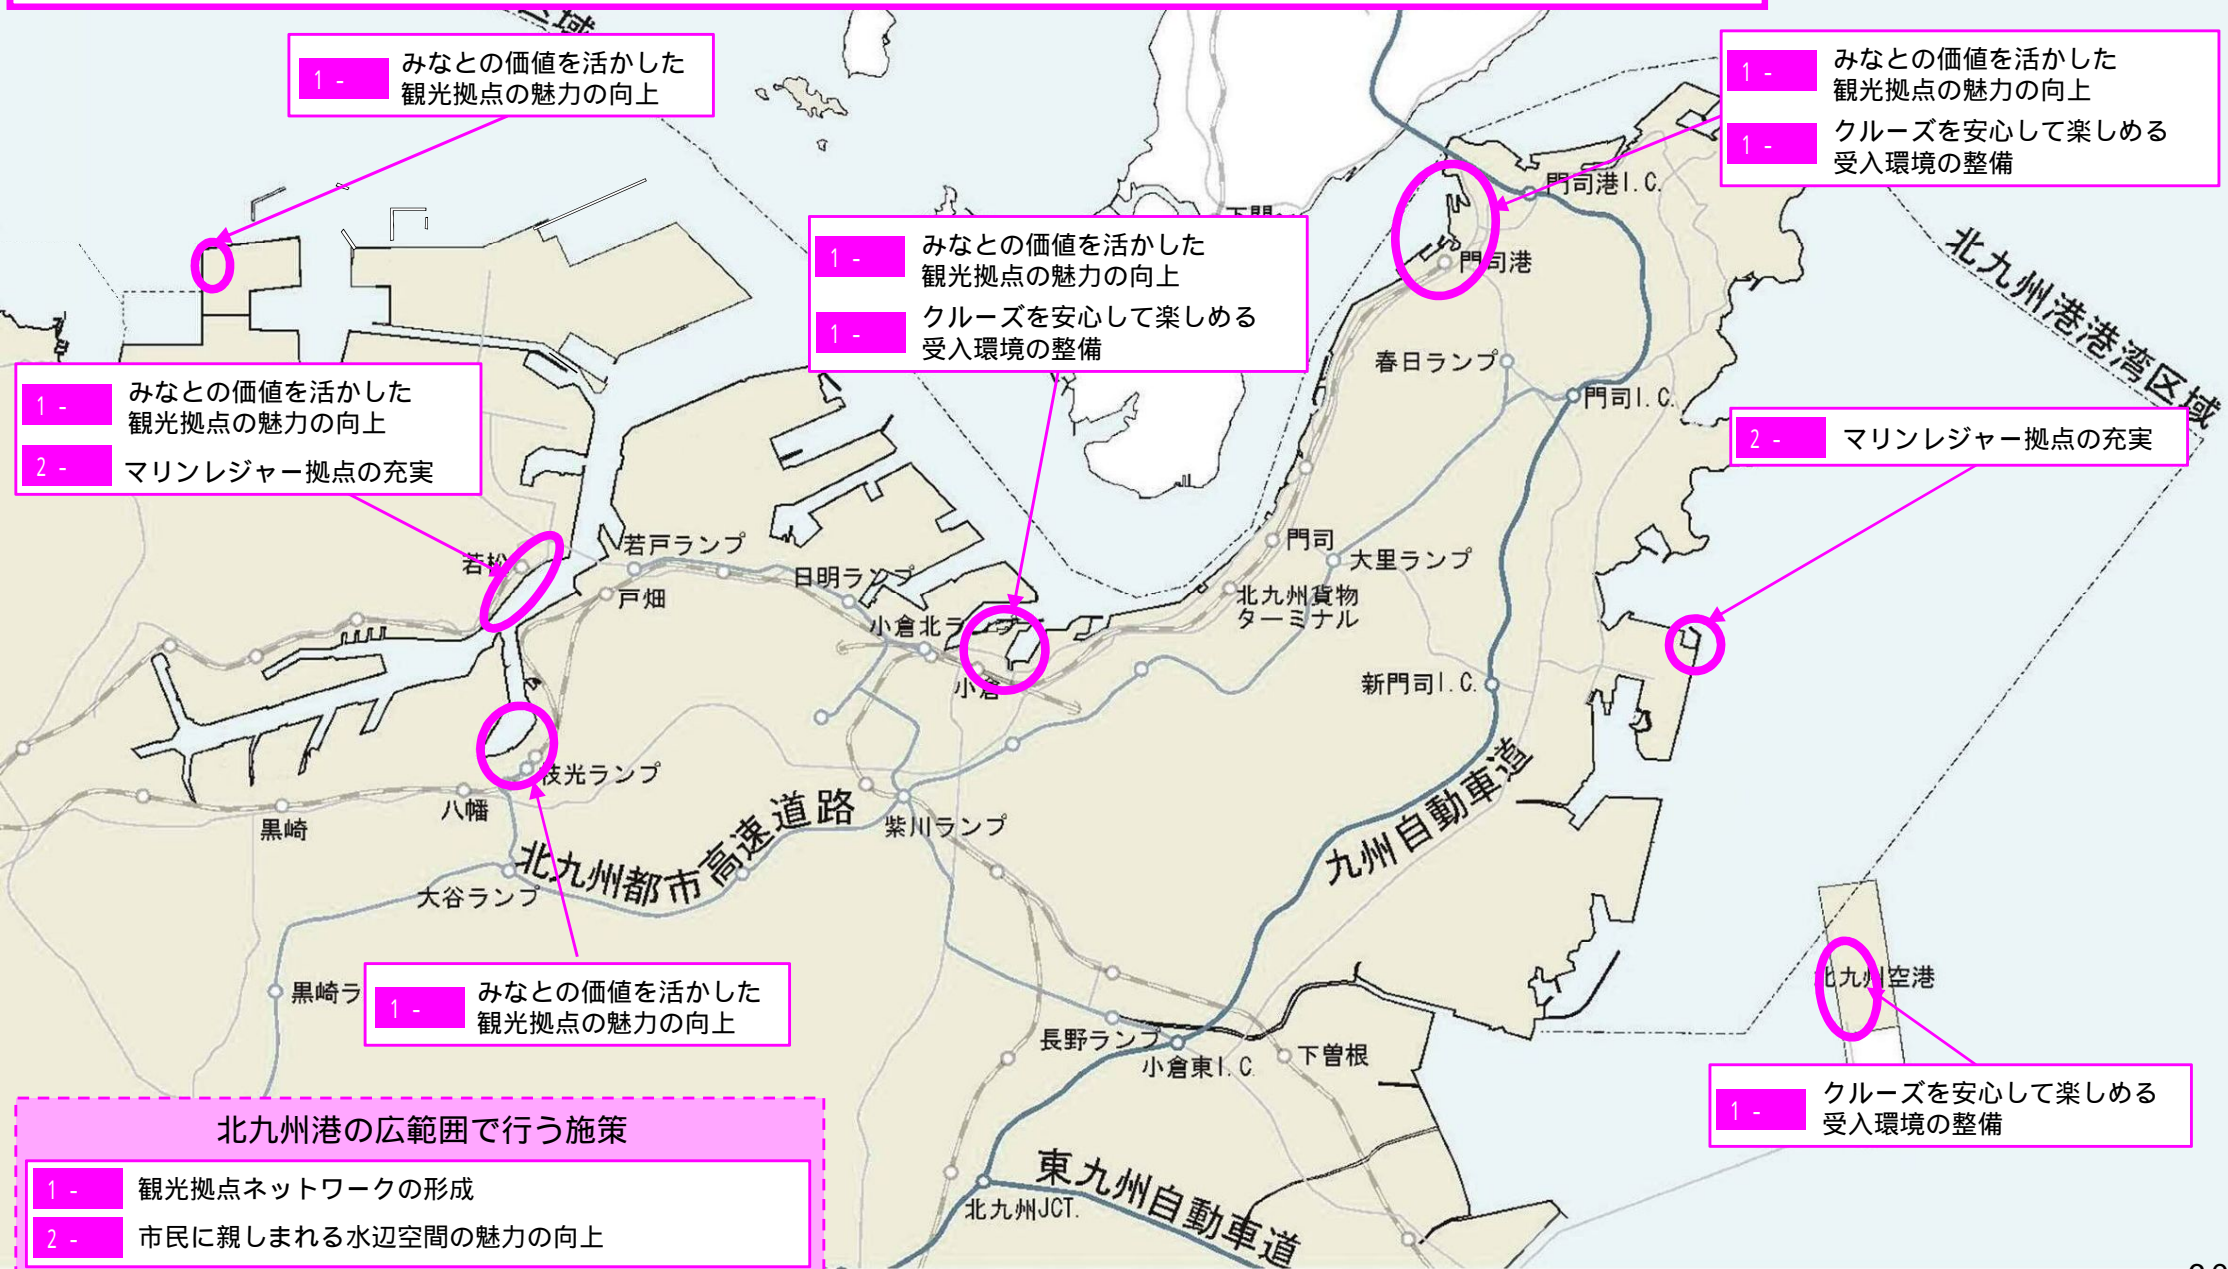 区域
1 -
みなとの価値を活かした
観光拠点の魅力の向上
1 -
みなとの価値を活かした
観光拠点の魅力の向上
1 -
クルーズを安心して楽しめる
受入環境の整備
1 -
みなとの価値を活かした
観光拠点の魅力の向上
1 -
クルーズを安心して楽しめる
受入環境の整備
1 -
みなとの価値を活かした
観光拠点の魅力の向上
2 -
マリンレジャー拠点の充実
2 -
マリンレジャー拠点の充実
門司港I.C.
門司港
北九州港港湾区域
春日ランプ
門司I.C.
若松
若戸ランプ
戸畑
日明ランプ
小倉北ランプ
小倉
門司
大里ランプ
北九州貨物
ターミナル
新門司I.C.
枝光ランプ
八幡
黒崎
北九州都市高速道路
紫川ランプ
九州自動車道
大谷ランプ
黒崎ラ
1 -
みなとの価値を活かした
観光拠点の魅力の向上
北九州空港
長野ランプ
小倉東I.C.
下曽根
1 -
クルーズを安心して楽しめる
受入環境の整備
北九州港の広範囲で行う施策
1 -
観光拠点ネットワークの形成
2 -
市民に親しまれる水辺空間の魅力の向上
東九州自動車道
北九州JCT.